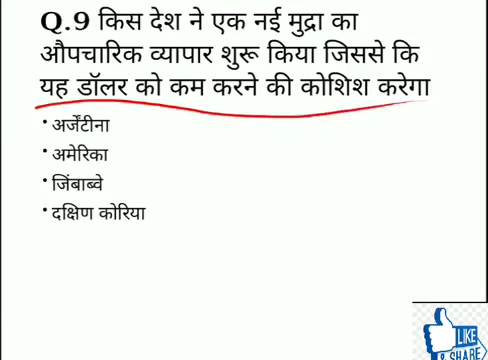 Q.9 किस देश ने एक नई मुद्रा का
औपचारिक व्यापार शुरू किया जिससे कि
यह डॉलर को कम करने की कोशिश करेगा
• अर्जेंटीना
• अमेरिका
• जिंबाब्वे
• दक्षिण कोरिया
LIKE
& SHARE